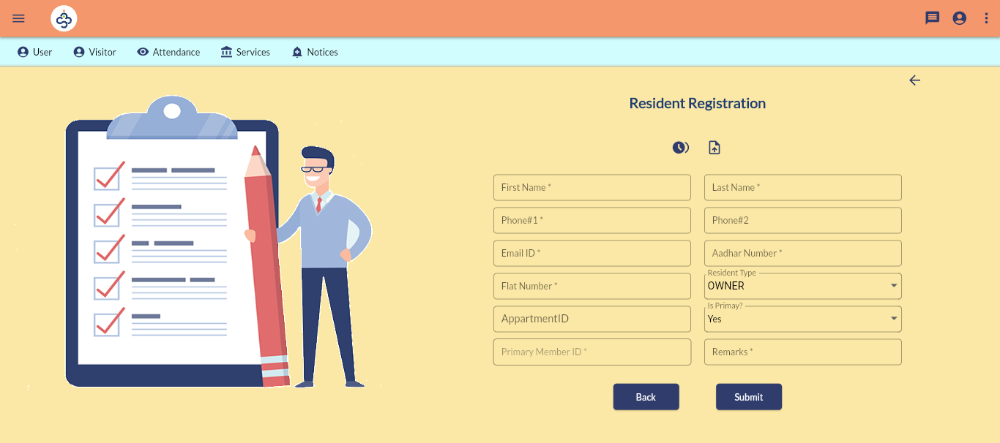 User Visitor Attendance Services Notices
Resident Registration
First Name * Last Name *
Phone#1 * Phone#2
Email ID * Aadhar Number *
Resident Type
Flat Number * OWNER
Is Primay?
AppartmentID Yes
Primary Member ID * Remarks *
Back Submit